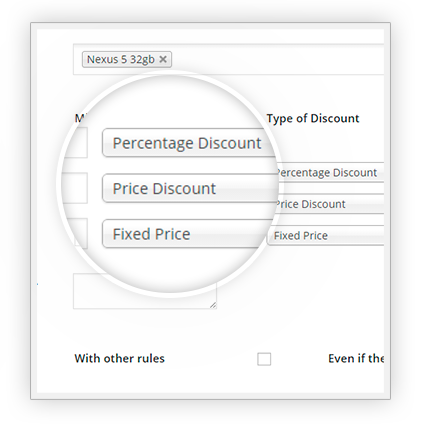 Nexus 5 32gb
Type of Discount
Percentage Discount
Percentage Discount
Price Discount
Price Discount
Fixed Price
Fixed Price
With other rules
Even if the